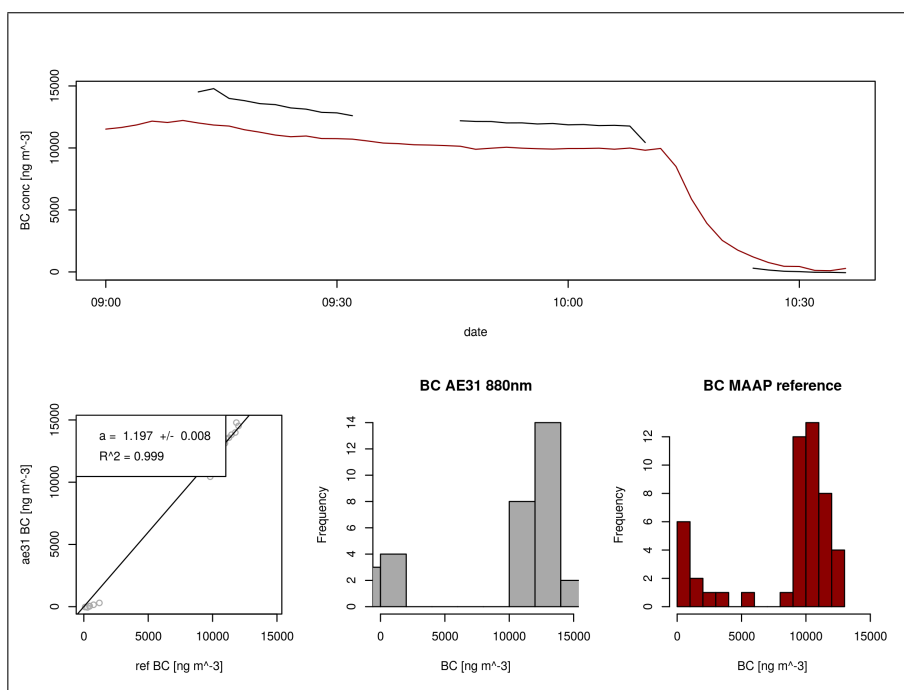 BC conc [ng m^-3]
15000
10000
5000
0
09:00 09:30 10:00 10:30
date
a = 1.197 +/- 0.008
R^2 = 0.999
ae31 BC [ng m^-3]
15000
10000
5000
0
0 5000 10000 15000
ref BC [ng m^-3]
BC AE31 880nm
Frequency
14
12
10
8
6
4
2
0
0 5000 10000 15000
BC [ng m^-3]
BC MAAP reference
Frequency
12
10
8
6
4
2
0
0 5000 10000 15000
BC [ng m^-3]